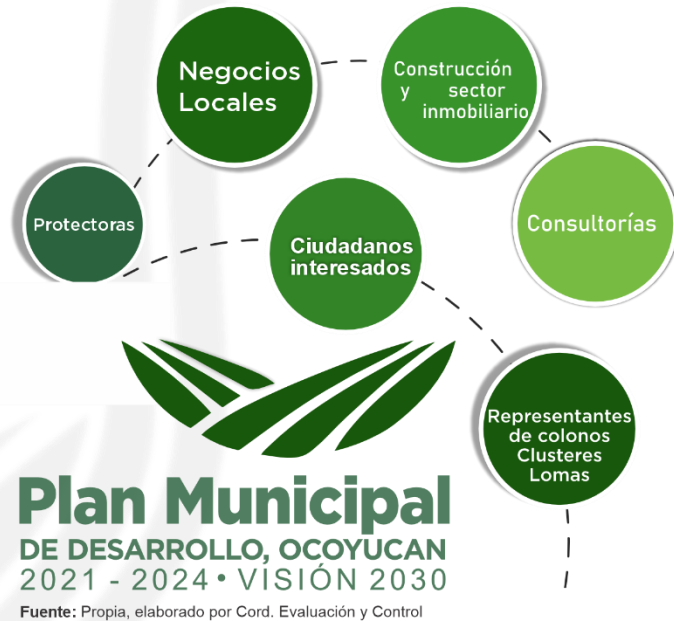 Negocios
Locales
Construcción
y sector
inmobiliario
Protectoras
Ciudadanos
interesados
Consultorías
Representantes
de colonos
Clusteres
Lomas
Plan Municipal
DE DESARROLLO, OCOYUCAN
2021 - 2024 • VISIÓN 2030
Fuente: Propia, elaborado por Cord. Evaluación y Control